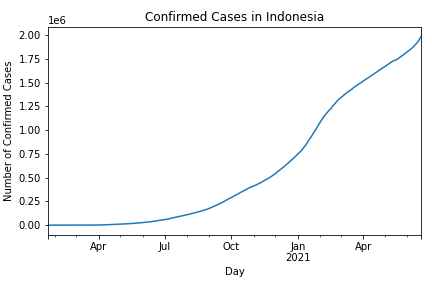 Confirmed Cases in Indonesia
1e6
2.00
1.75
1.50
1.25
1.00
0.75
0.50
0.25
0.00
Number of Confirmed Cases
Apr Jul Oct Jan Apr
2021
Day